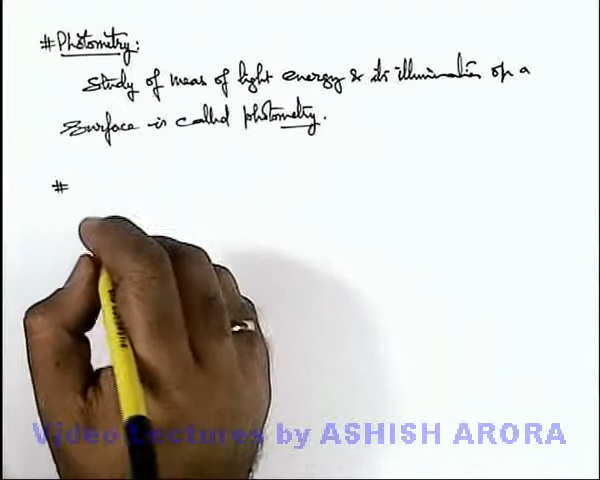 # Photometry:
Study of meas of light energy & its illumination of a
surface is called photometry.
#
Video Lectures by ASHISH ARORA